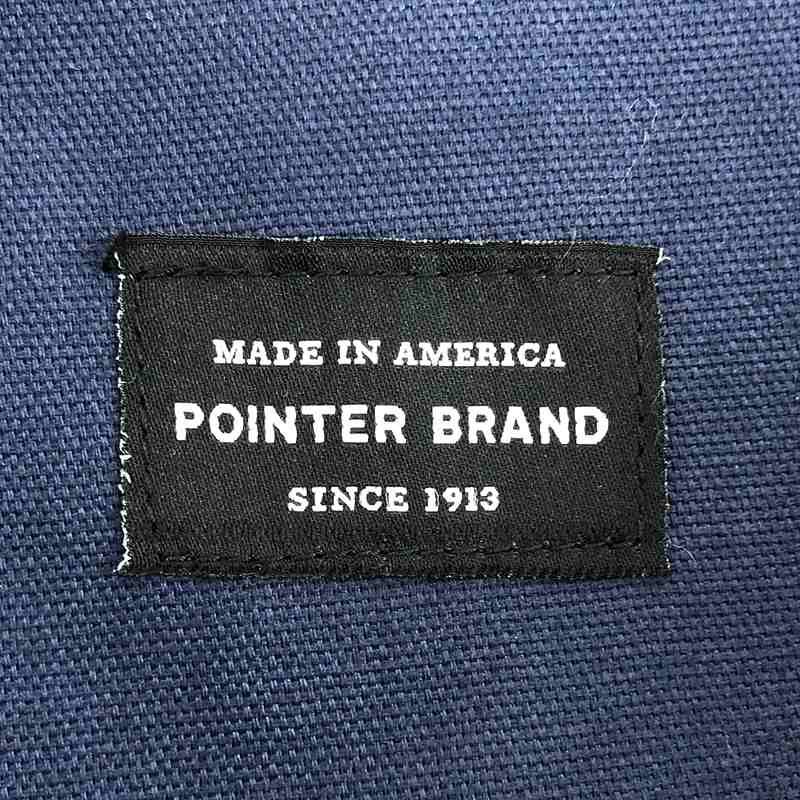 MADE IN AMERICA
POINTER BRAND
SINCE 1913